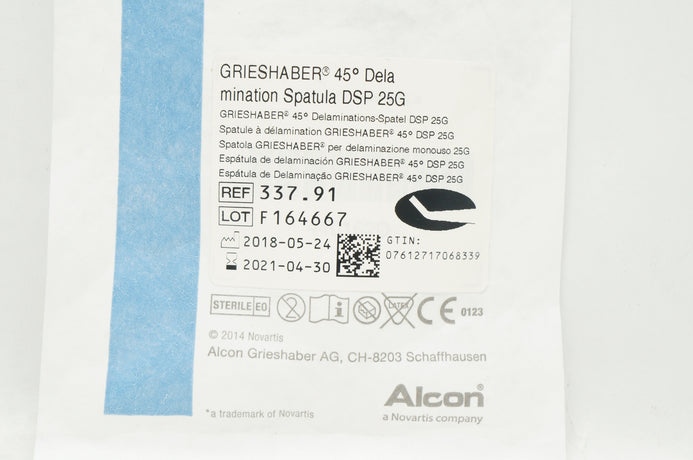 GRIESHABER® 45° Dela
mination Spatula DSP 25G
GRIESHABER® 45° Delaminations-Spatel DSP 25G
Spatule à délamination GRIESHABER® 45° DSP 25G
Spatola GRIESHABER® per delaminazione monouso 25G
Espátula de delaminación GRIESHABER® 45° DSP 25G
Espátula de Delaminação GRIESHABER® 45° DSP 25G
REF 337.91
LOT F164667
2018-05-24
GTIN:
07612717068339
2021-04-30
STERILE EO 2 i LATEX CE 0123
© 2014 Novartis
Alcon Grieshaber AG, CH-8203 Schaffhausen
Alcon®
a Novartis company
*a trademark of Novartis